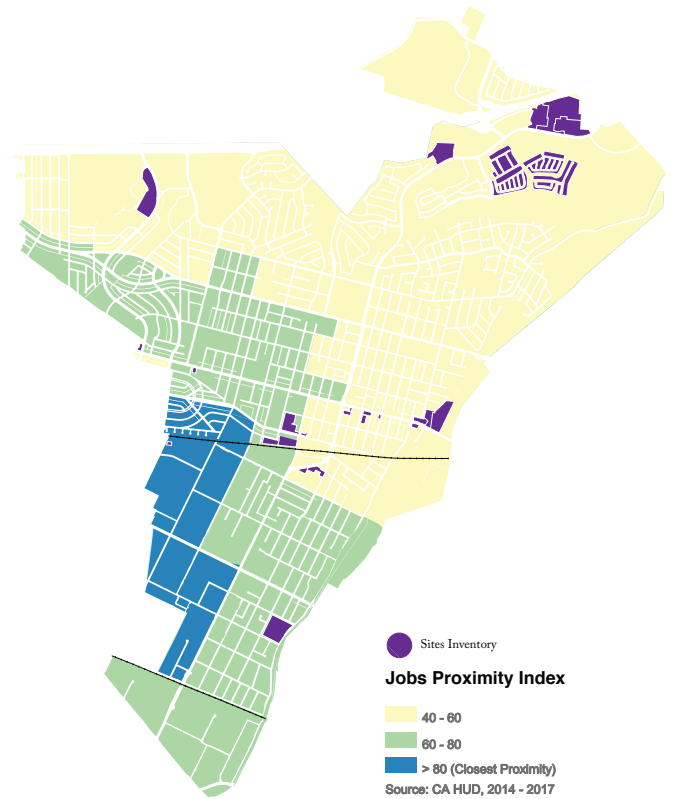 Sites Inventory
Jobs Proximity Index
40 - 60
60 - 80
> 80 (Closest Proximity)
Source: CA HUD, 2014 - 2017